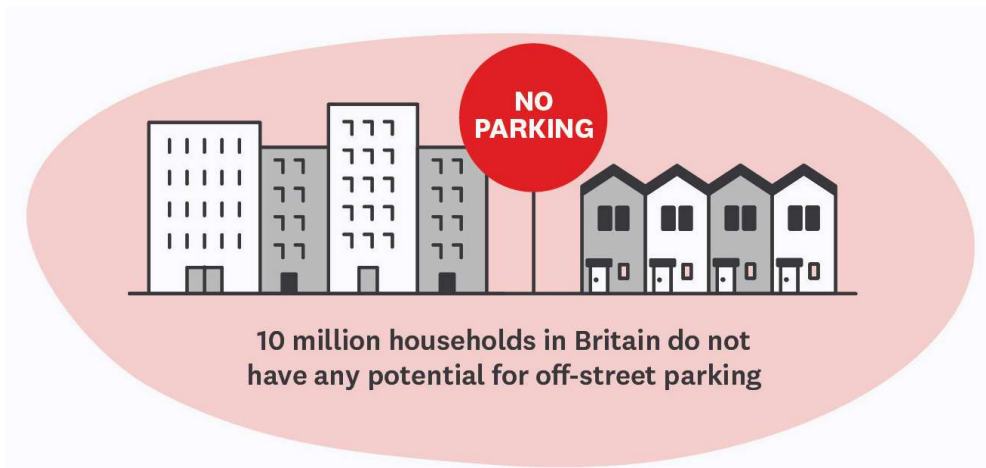 NO
PARKING
10 million households in Britain do not
have any potential for off-street parking